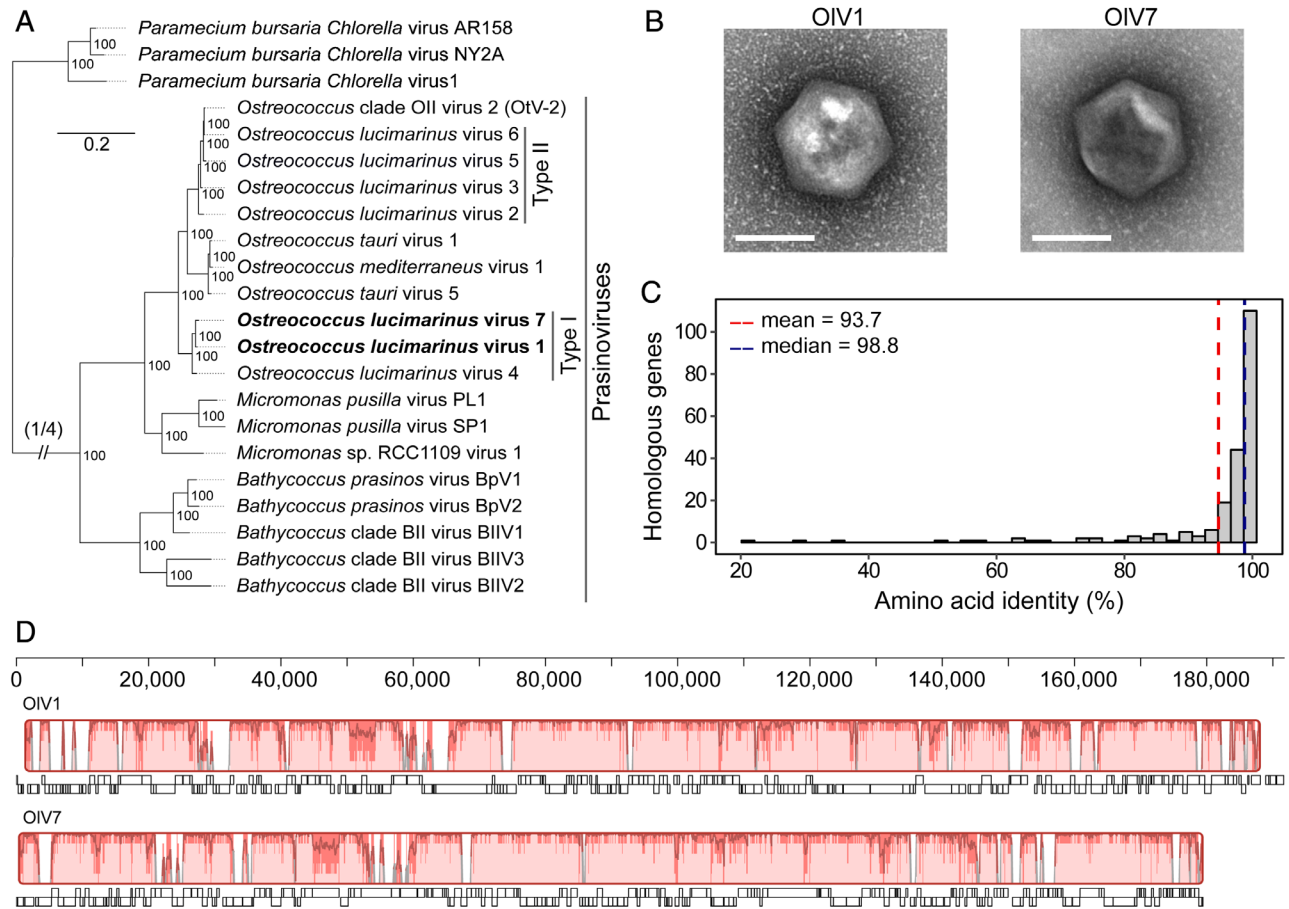 A
Paramecium bursaria Chlorella virus AR158
100
Paramecium bursaria Chlorella virus NY2A
100
Paramecium bursaria Chlorella virus1
0.2
Ostreococcus clade OII virus 2 (OtV-2)
100
Ostreococcus lucimarinus virus 6
100
Ostreococcus lucimarinus virus 5
100
Ostreococcus lucimarinus virus 3
100
Ostreococcus lucimarinus virus 2
Type II
100
Ostreococcus tauri virus 1
100
Ostreococcus mediterraneus virus 1
100
Ostreococcus tauri virus 5
100
Ostreococcus lucimarinus virus 7
100
Ostreococcus lucimarinus virus 1
100
Ostreococcus lucimarinus virus 4
Type I
100
Micromonas pusilla virus PL1
100
Micromonas pusilla virus SP1
100
Micromonas sp. RCC1109 virus 1
(1/4)
//
100
Bathycoccus prasinos virus BpV1
100
Bathycoccus prasinos virus BpV2
100
Bathycoccus clade BII virus BIIV1
100
Bathycoccus clade BII virus BIIV3
100
Bathycoccus clade BII virus BIIV2
Prasinoviruses
B
OlV1
OlV7
C
mean = 93.7
median = 98.8
Homologous genes
100
80
60
40
20
0
20
40
60
80
100
Amino acid identity (%)
D
0
20,000
40,000
60,000
80,000
100,000
120,000
140,000
160,000
180,000
OlV1
OlV7